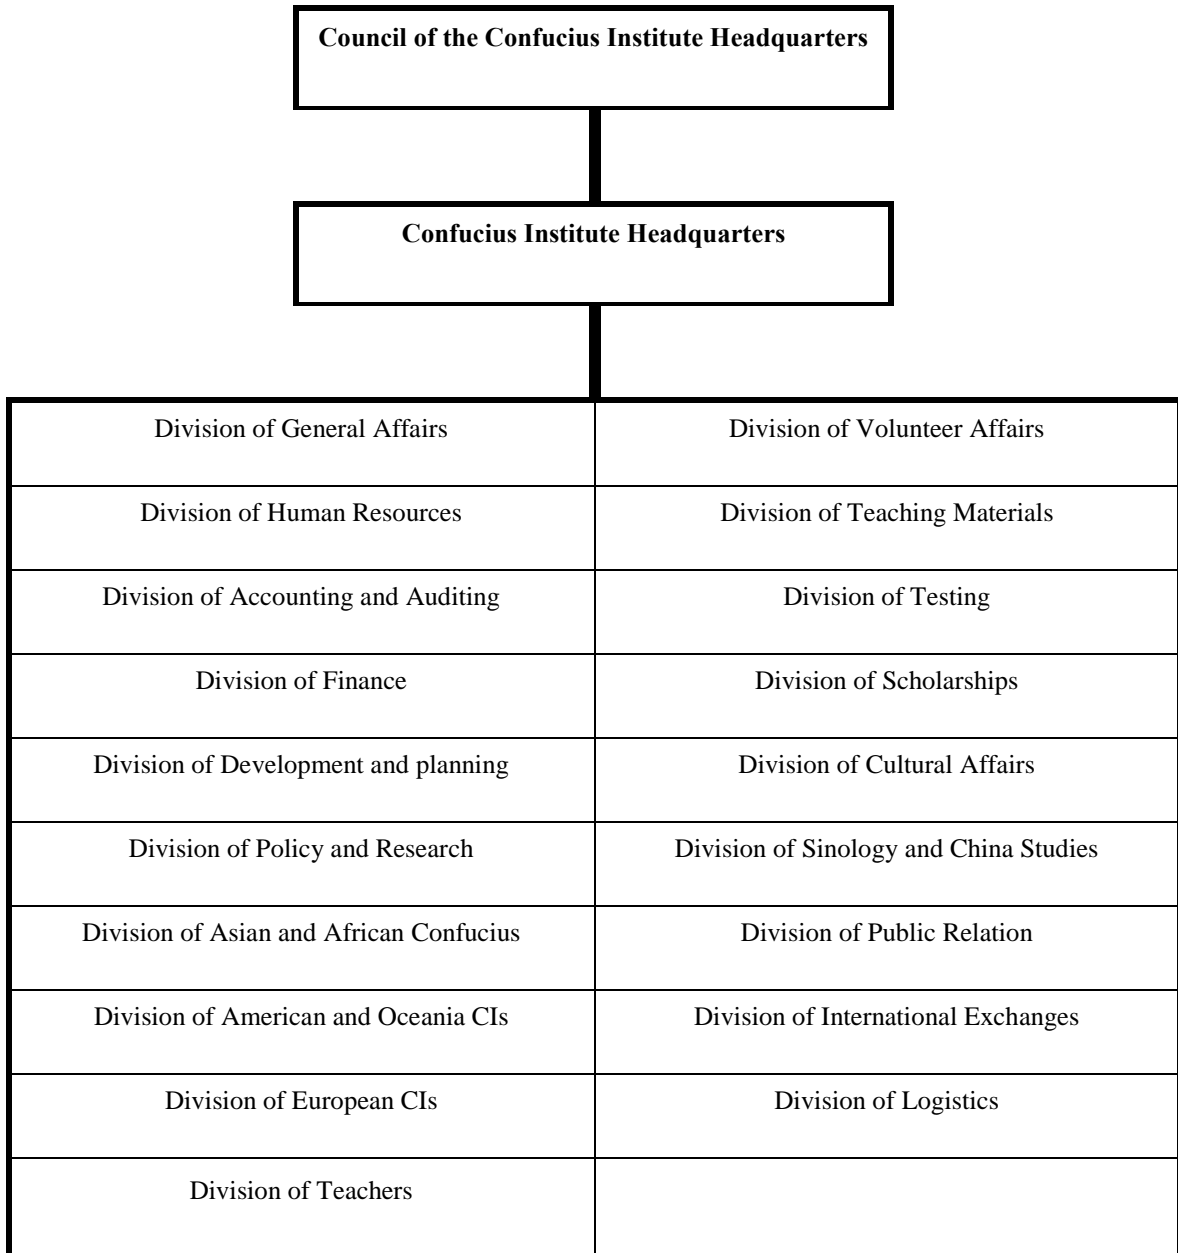 Council of the Confucius Institute Headquarters
Confucius Institute Headquarters
Division of General Affairs
Division of Volunteer Affairs
Division of Human Resources
Division of Teaching Materials
Division of Accounting and Auditing
Division of Testing
Division of Finance
Division of Scholarships
Division of Development and planning
Division of Cultural Affairs
Division of Policy and Research
Division of Sinology and China Studies
Division of Asian and African Confucius
Division of Public Relation
Division of American and Oceania CIs
Division of International Exchanges
Division of European CIs
Division of Logistics
Division of Teachers